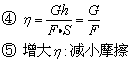 ④ η = Gh/F•S = G/F
⑤ 增大η:减小摩擦